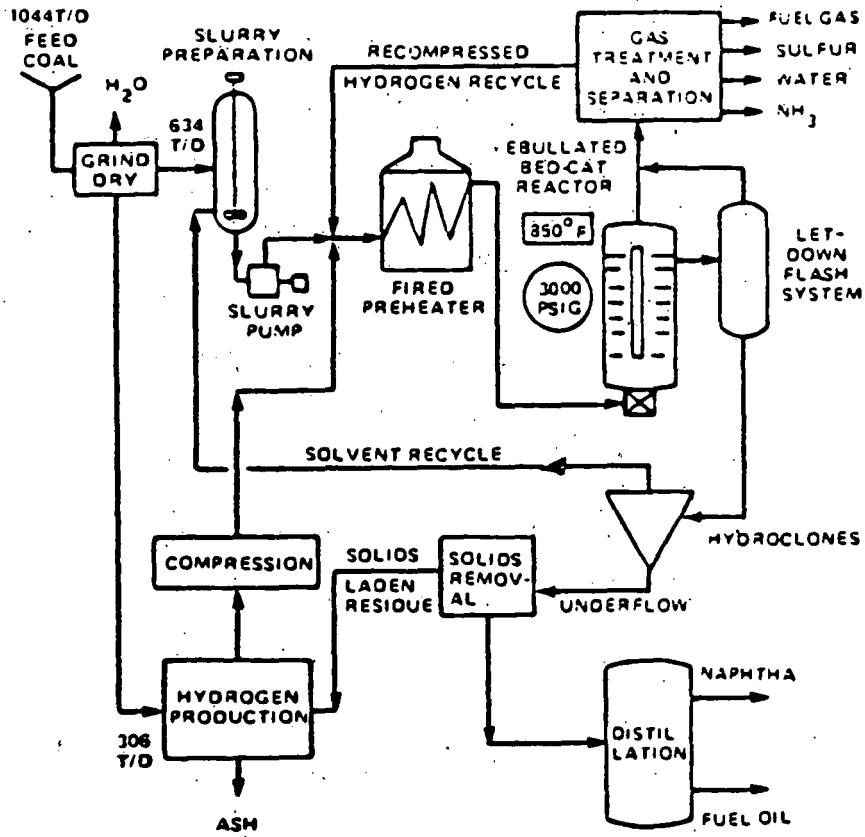 1044T/D
FEED
COAL
SLURRY
PREPARATION
H2O
634
T/D
GRIND
DRY
RECOMPRESSED
HYDROGEN RECYCLE
GAS
TREATMENT
AND
SEPARATION
FUEL GAS
SULFUR
WATER
NH3
EBULLATED
BED-CAT
REACTOR
850°F
3000
PSIG
LET-
DOWN
FLASH
SYSTEM
FIRED
PREHEATER
SLURRY
PUMP
SOLVENT RECYCLE
HYDROCLONES
COMPRESSION
SOLIDS
LADEN
RESIDUE
SOLIDS
REMOV-
AL
UNDERFLOW
HYDROGEN
PRODUCTION
306
T/D
ASH
DISTIL
LATION
NAPHTHA
FUEL OIL